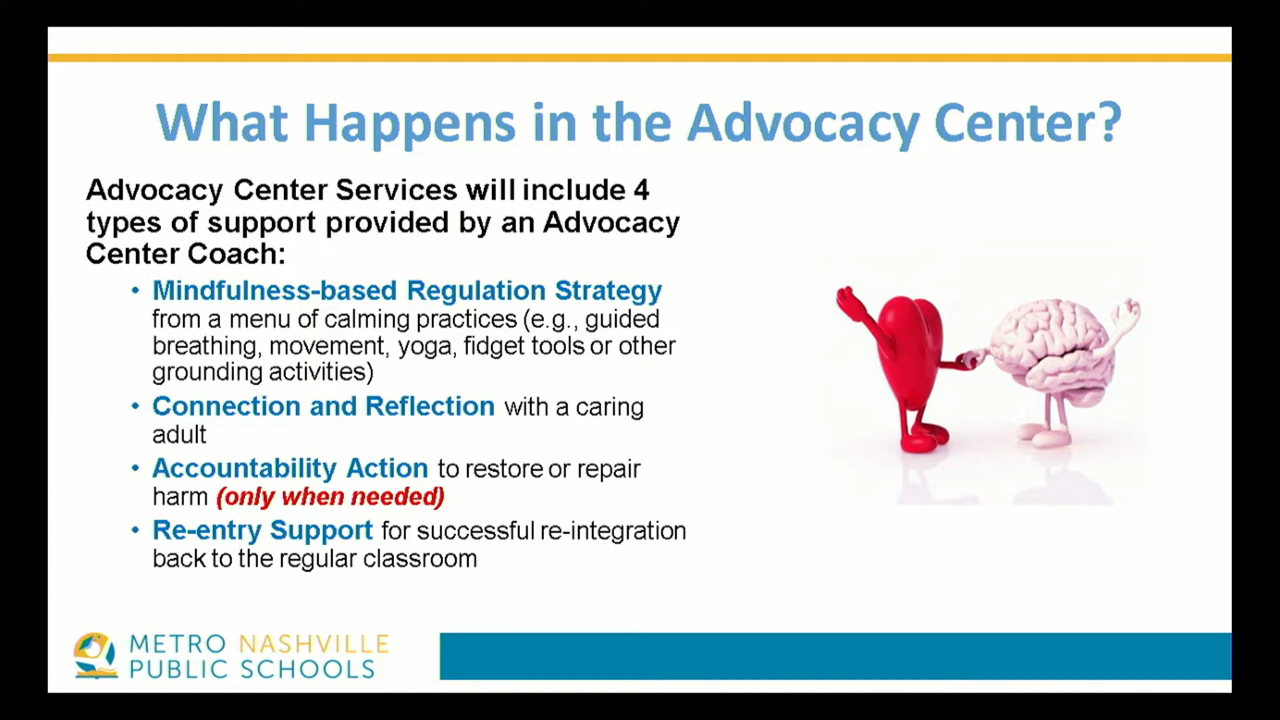 What Happens in the Advocacy Center?
Advocacy Center Services will include 4
types of support provided by an Advocacy
Center Coach:
• Mindfulness-based Regulation Strategy
from a menu of calming practices (e.g., guided
breathing, movement, yoga, fidget tools or other
grounding activities)
• Connection and Reflection with a caring
adult
• Accountability Action to restore or repair
harm (only when needed)
• Re-entry Support for successful re-integration
back to the regular classroom
METRO NASHVILLE
PUBLIC SCHOOLS